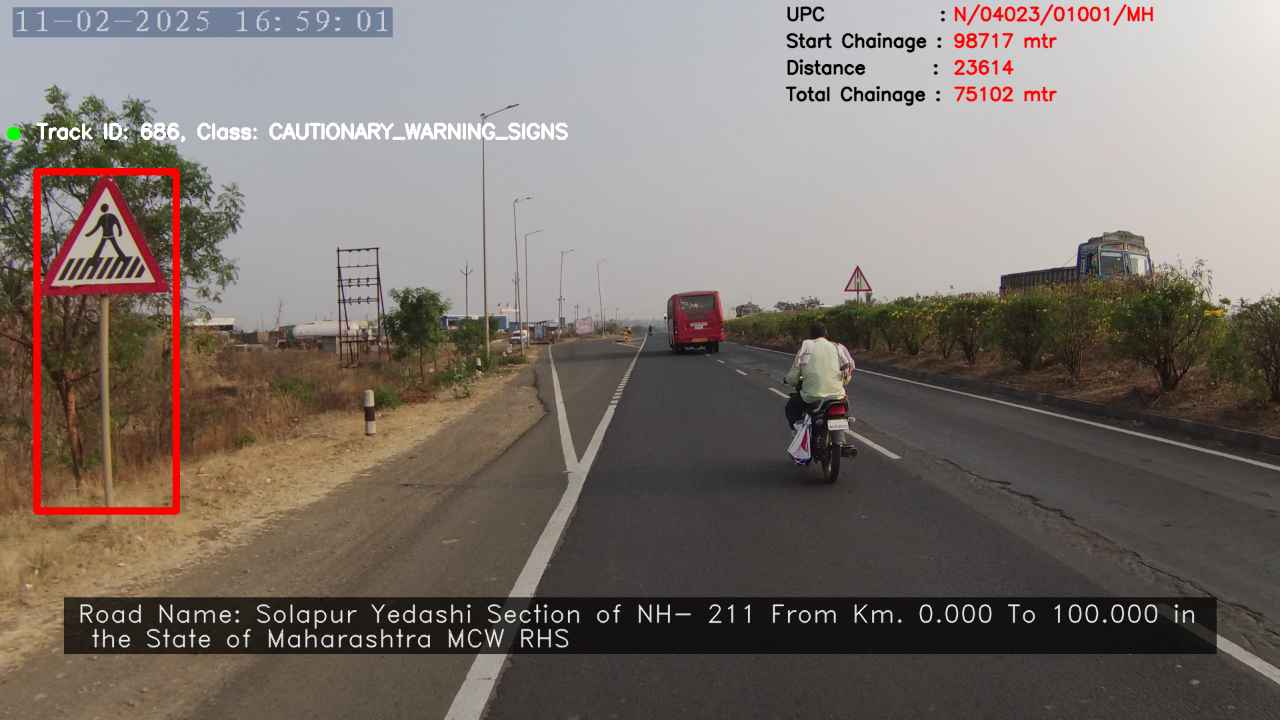 11-02-2025 16:59:01
UPC : N/04023/01001/MH
Start Chainage : 98717 mtr
Distance : 23614
Total Chainage : 75102 mtr
Track ID: 686, Class: CAUTIONARY_WARNING_SIGNS
Road Name: Solapur Yedashi Section of NH- 211 From Km. 0.000 To 100.000 in
the State of Maharashtra MCW RHS